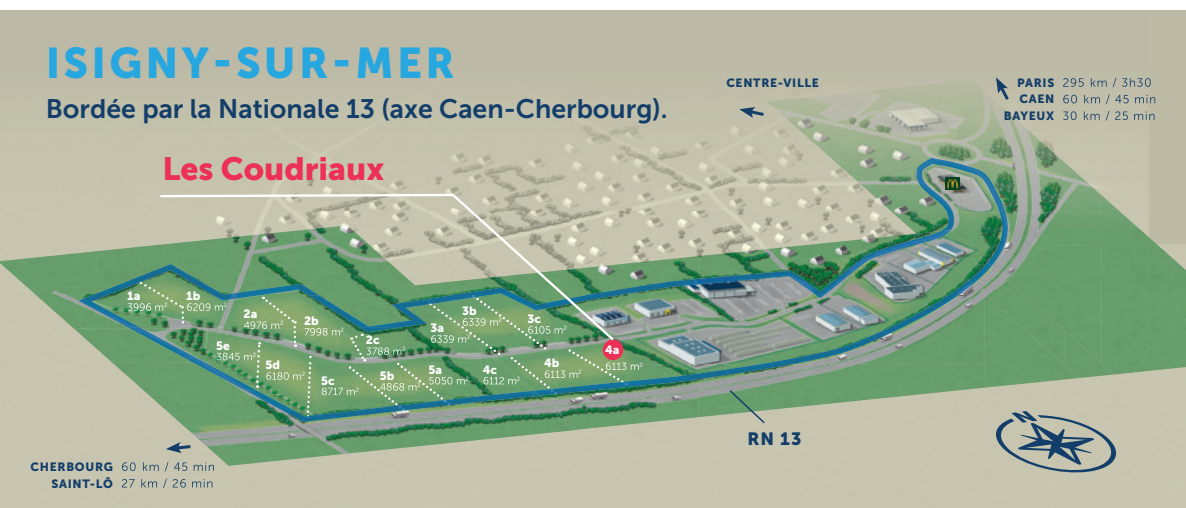 ISIGNY-SUR-MER
Bordée par la Nationale 13 (axe Caen-Cherbourg).
CENTRE-VILLE
PARIS 295 km / 3h30
CAEN 60 km / 45 min
BAYEUX 30 km / 25 min
Les Coudriaux
1a
3996 m²
1b
6209 m²
2a
4976 m²
2b
7998 m²
2c
3788 m²
3a
6339 m²
3b
6339 m²
3c
6105 m²
4a
6113 m²
4b
6113 m²
4c
6112 m²
5a
5050 m²
5b
4868 m²
5c
8717 m²
5d
6180 m²
5e
3845 m²
RN 13
N
CHERBOURG 60 km / 45 min
SAINT-LÔ 27 km / 26 min